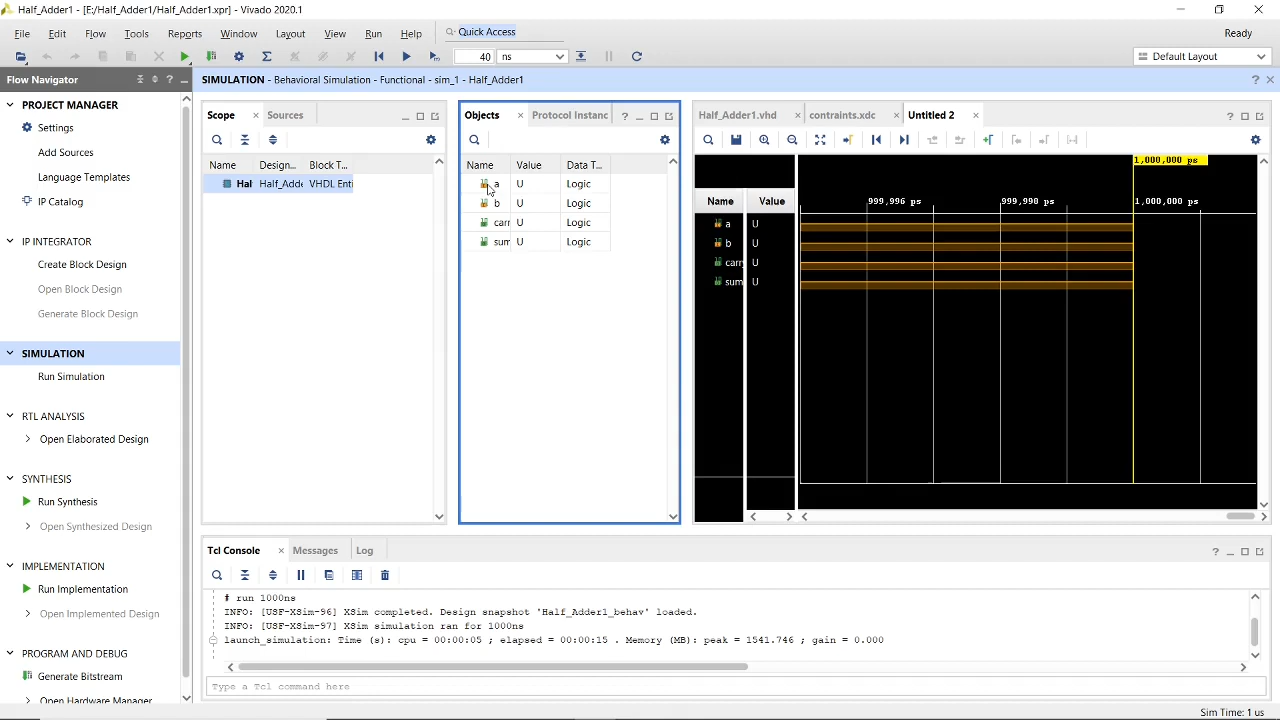 Half_Adder1 - [E:/Half_Adder1/Half_Adder1.xpr] - Vivado 2020.1
File Edit Flow Tools Reports Window Layout View Run Help Quick Access Ready
40 ns Default Layout
Flow Navigator ?
SIMULATION - Behavioral Simulation - Functional - sim_1 - Half_Adder1 ?
PROJECT MANAGER
Settings
Add Sources
Language Templates
IP Catalog
IP INTEGRATOR
Create Block Design
Open Block Design
Generate Block Design
SIMULATION
Run Simulation
RTL ANALYSIS
Open Elaborated Design
SYNTHESIS
Run Synthesis
Open Synthesized Design
IMPLEMENTATION
Run Implementation
Open Implemented Design
PROGRAM AND DEBUG
Generate Bitstream
Open Hardware Manager
Scope Sources
Name Design... Block T...
Hal Half_Adde VHDL Enti
Objects Protocol Instanc ?
Name Value Data T...
a U Logic
b U Logic
carr U Logic
sum U Logic
Half_Adder1.vhd contraints.xdc Untitled 2 ?
1,000,000 ps
Name Value 999,996 ps 999,990 ps 1,000,000 ps
a U
b U
carry U
sum U
Tcl Console Messages Log ?
# run 1000ns
INFO: [USF-XSim-96] XSim completed. Design snapshot 'Half_Adder1_behav' loaded.
INFO: [USF-XSim-97] XSim simulation ran for 1000ns
launch_simulation: Time (s): cpu = 00:00:05 ; elapsed = 00:00:15 . Memory (MB): peak = 1541.746 ; gain = 0.000
Type a Tcl command here
Sim Time: 1 us